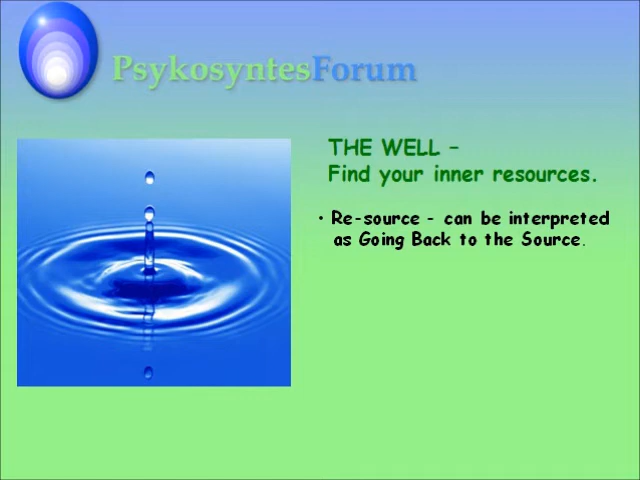 PsykosyntesForum
THE WELL –
Find your inner resources.
• Re-source - can be interpreted
as Going Back to the Source.